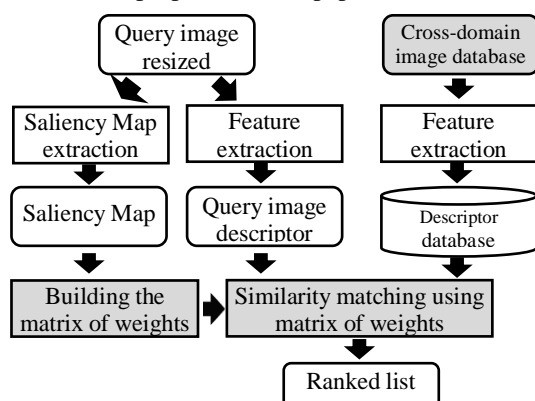 Query image
resized
Cross-domain
image database
Saliency Map
extraction
Feature
extraction
Feature
extraction
Saliency Map
Query image
descriptor
Descriptor
database
Building the
matrix of weights
Similarity matching using
matrix of weights
Ranked list